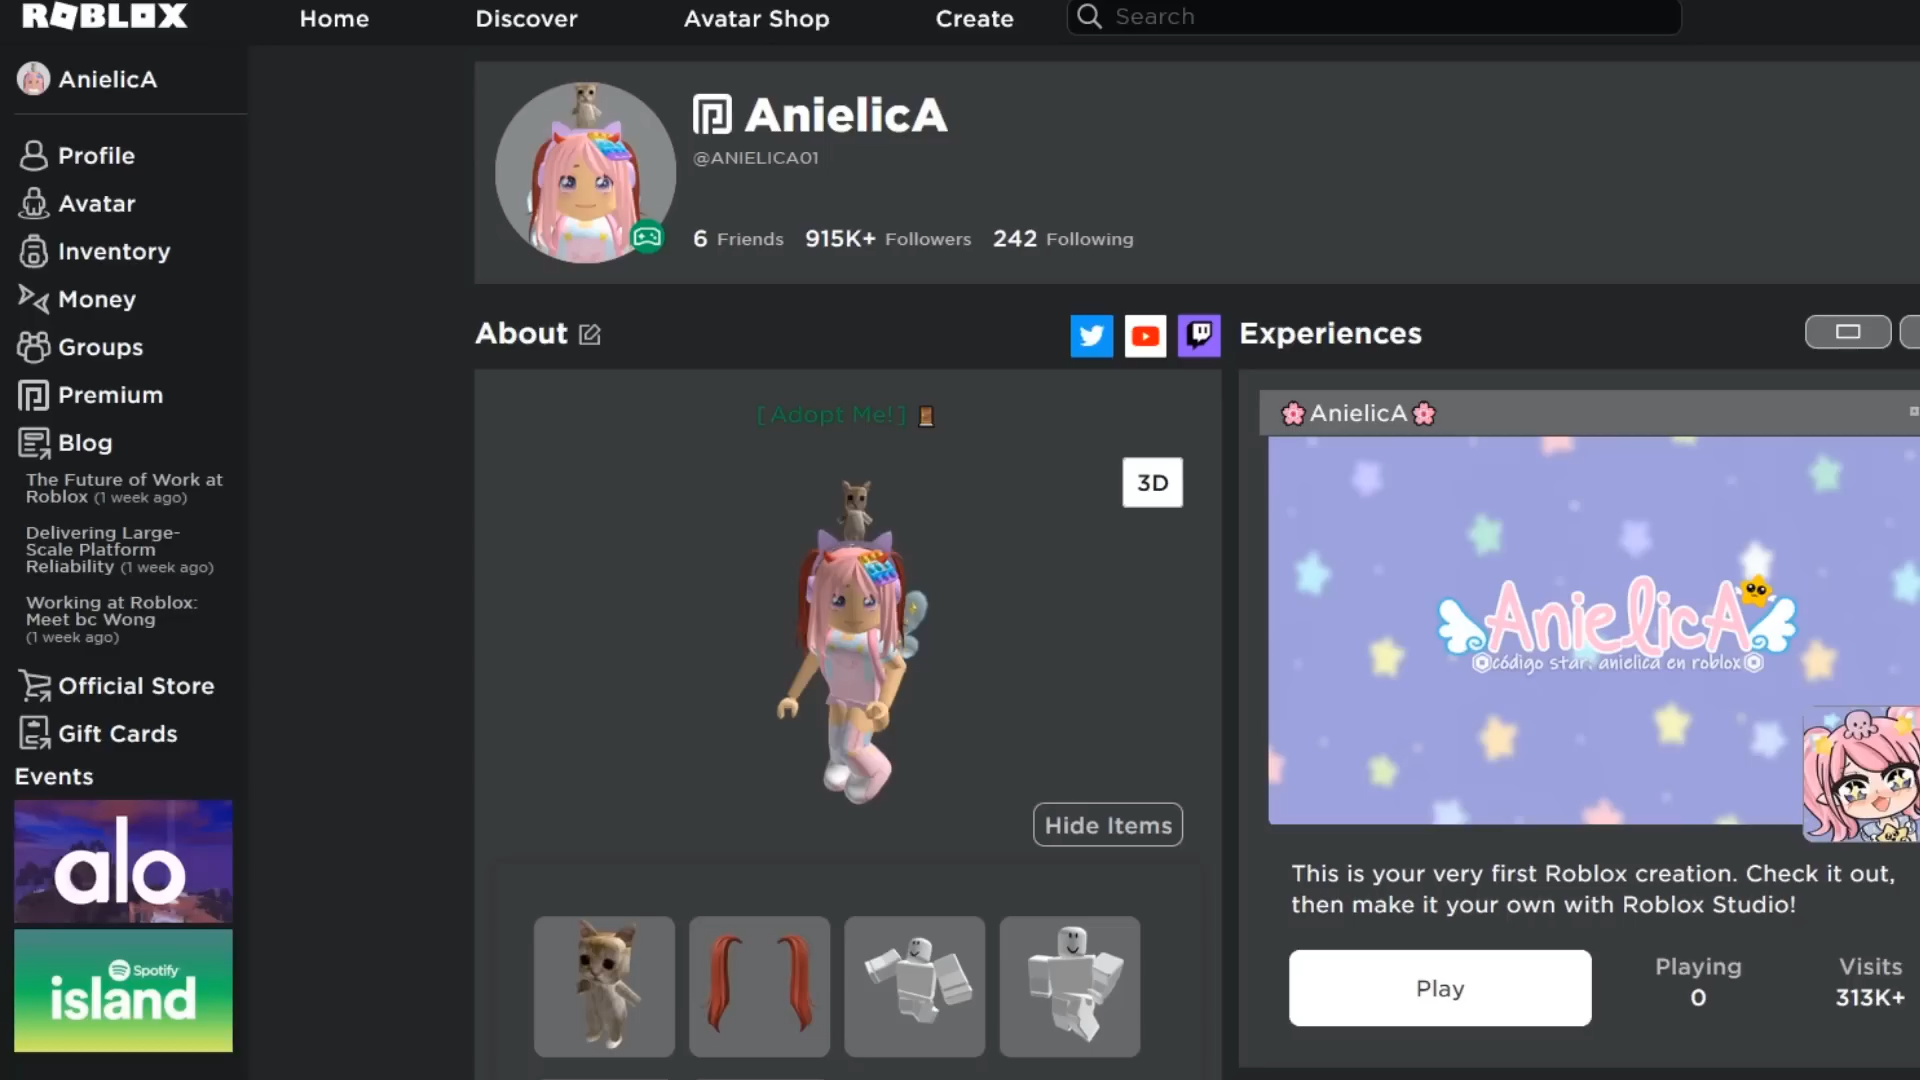 ROBLOX
Home
Discover
Avatar Shop
Create
Search
AnielicA
Profile
Avatar
Inventory
Money
Groups
Premium
Blog
The Future of Work at
Roblox (1 week ago)
Delivering Large-
Scale Platform
Reliability (1 week ago)
Working at Roblox:
Meet bc Wong
(1 week ago)
Official Store
Gift Cards
Events
alo
Spotify
island
AnielicA
@ANIELICA01
6 Friends 915K+ Followers 242 Following
About
[ Adopt Me! ] 🚪
3D
Hide Items
Experiences
🌸AnielicA🌸
AnielicA
código star: anielica en roblox
This is your very first Roblox creation. Check it out,
then make it your own with Roblox Studio!
Play
Playing
0
Visits
313K+